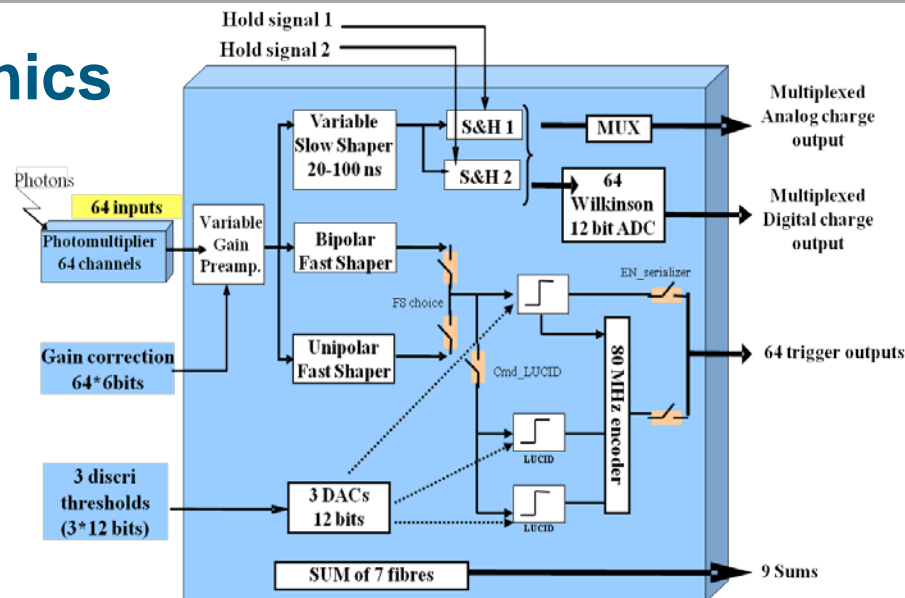 Hold signal 1
Hold signal 2
nics
Variable
Slow Shaper
20-100 ns
S&H 1
S&H 2
MUX
Multiplexed
Analog charge
output
64
Wilkinson
12 bit ADC
Multiplexed
Digital charge
output
Photons
64 inputs
Photomultiplier
64 channels
Variable
Gain
Preamp.
Bipolar
Fast Shaper
FS choice
Unipolar
Fast Shaper
Cmd_LUCID
EN_serializer
80 MHz encoder
64 trigger outputs
Gain correction
64*6bits
LUCID
LUCID
3 discri
thresholds
(3*12 bits)
3 DACs
12 bits
SUM of 7 fibres
9 Sums